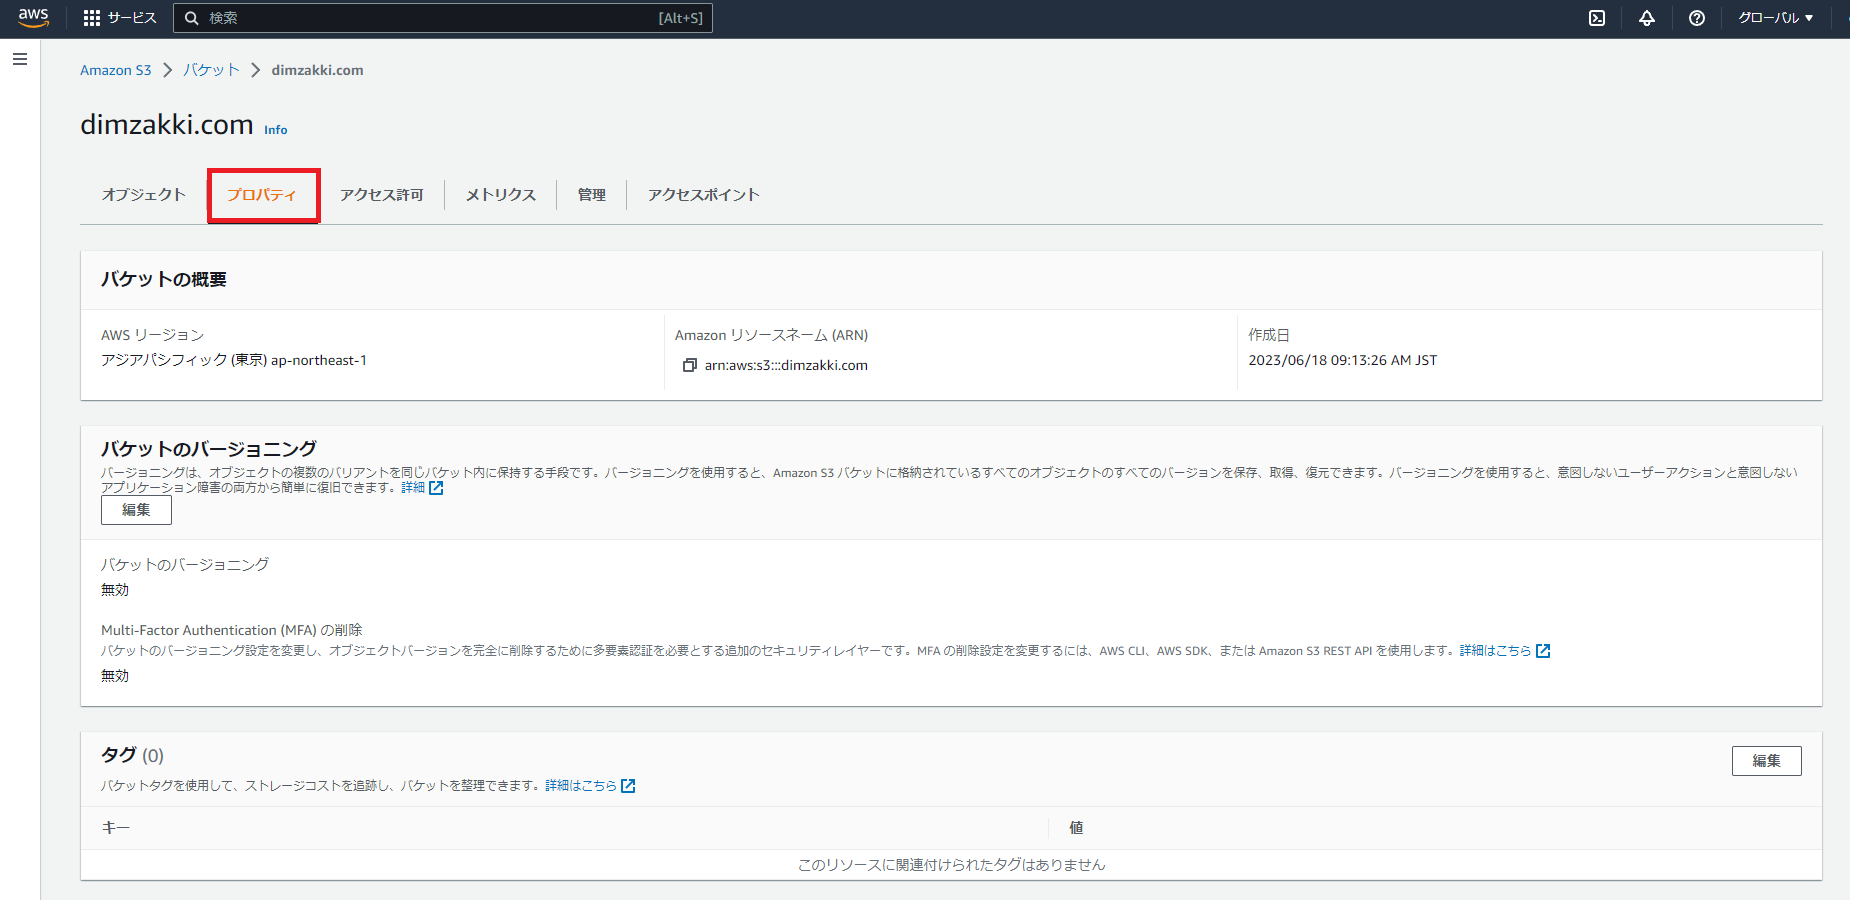 aws サービス 検索 [Alt+S] グローバル ▼
Amazon S3 > バケット > dimzakki.com
dimzakki.com Info
オブジェクト プロパティ アクセス許可 メトリクス 管理 アクセスポイント
バケットの概要
AWS リージョン
アジアパシフィック (東京) ap-northeast-1
Amazon リソースネーム (ARN)
arn:aws:s3:::dimzakki.com
作成日
2023/06/18 09:13:26 AM JST
バケットのバージョニング
バージョニングは、オブジェクトの複数のバリアントを同じバケット内に保持する手段です。バージョニングを使用すると、Amazon S3 バケットに格納されているすべてのオブジェクトのすべてのバージョンを保存、取得、復元できます。バージョニングを使用すると、意図しないユーザーアクションと意図しない
アプリケーション障害の両方から簡単に復旧できます。詳細
編集
バケットのバージョニング
無効
Multi-Factor Authentication (MFA) の削除
バケットのバージョニング設定を変更し、オブジェクトバージョンを完全に削除するために多要素認証を必要とする追加のセキュリティレイヤーです。MFA の削除設定を変更するには、AWS CLI、AWS SDK、または Amazon S3 REST API を使用します。詳細はこちら
無効
タグ (0)
編集
バケットタグを使用して、ストレージコストを追跡し、バケットを整理できます。詳細はこちら
キー 値
このリソースに関連付けられたタグはありません